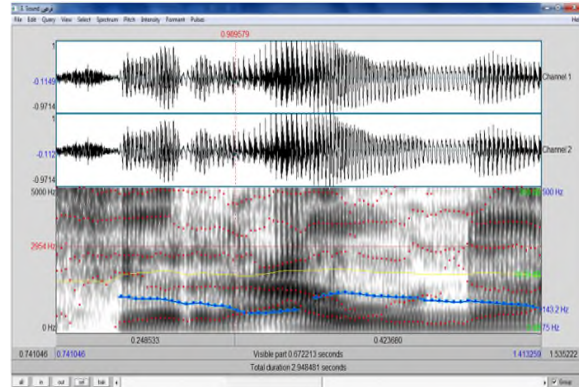 8. Sound فرضي
File Edit Query View Select Spectrum Pitch Intensity Formant Pulses
0.989579
1
-0.1149
-0.9714
Channel 1
1
-0.112
-0.9714
Channel 2
5000 Hz
500 Hz
2954 Hz
143.2 Hz
0 Hz
75 Hz
0.248533
0.423680
0.741046
0.741046
Visible part 0.672213 seconds
1.413259
1.535222
Total duration 2.948481 seconds
all
in
out
sel
bak
Group